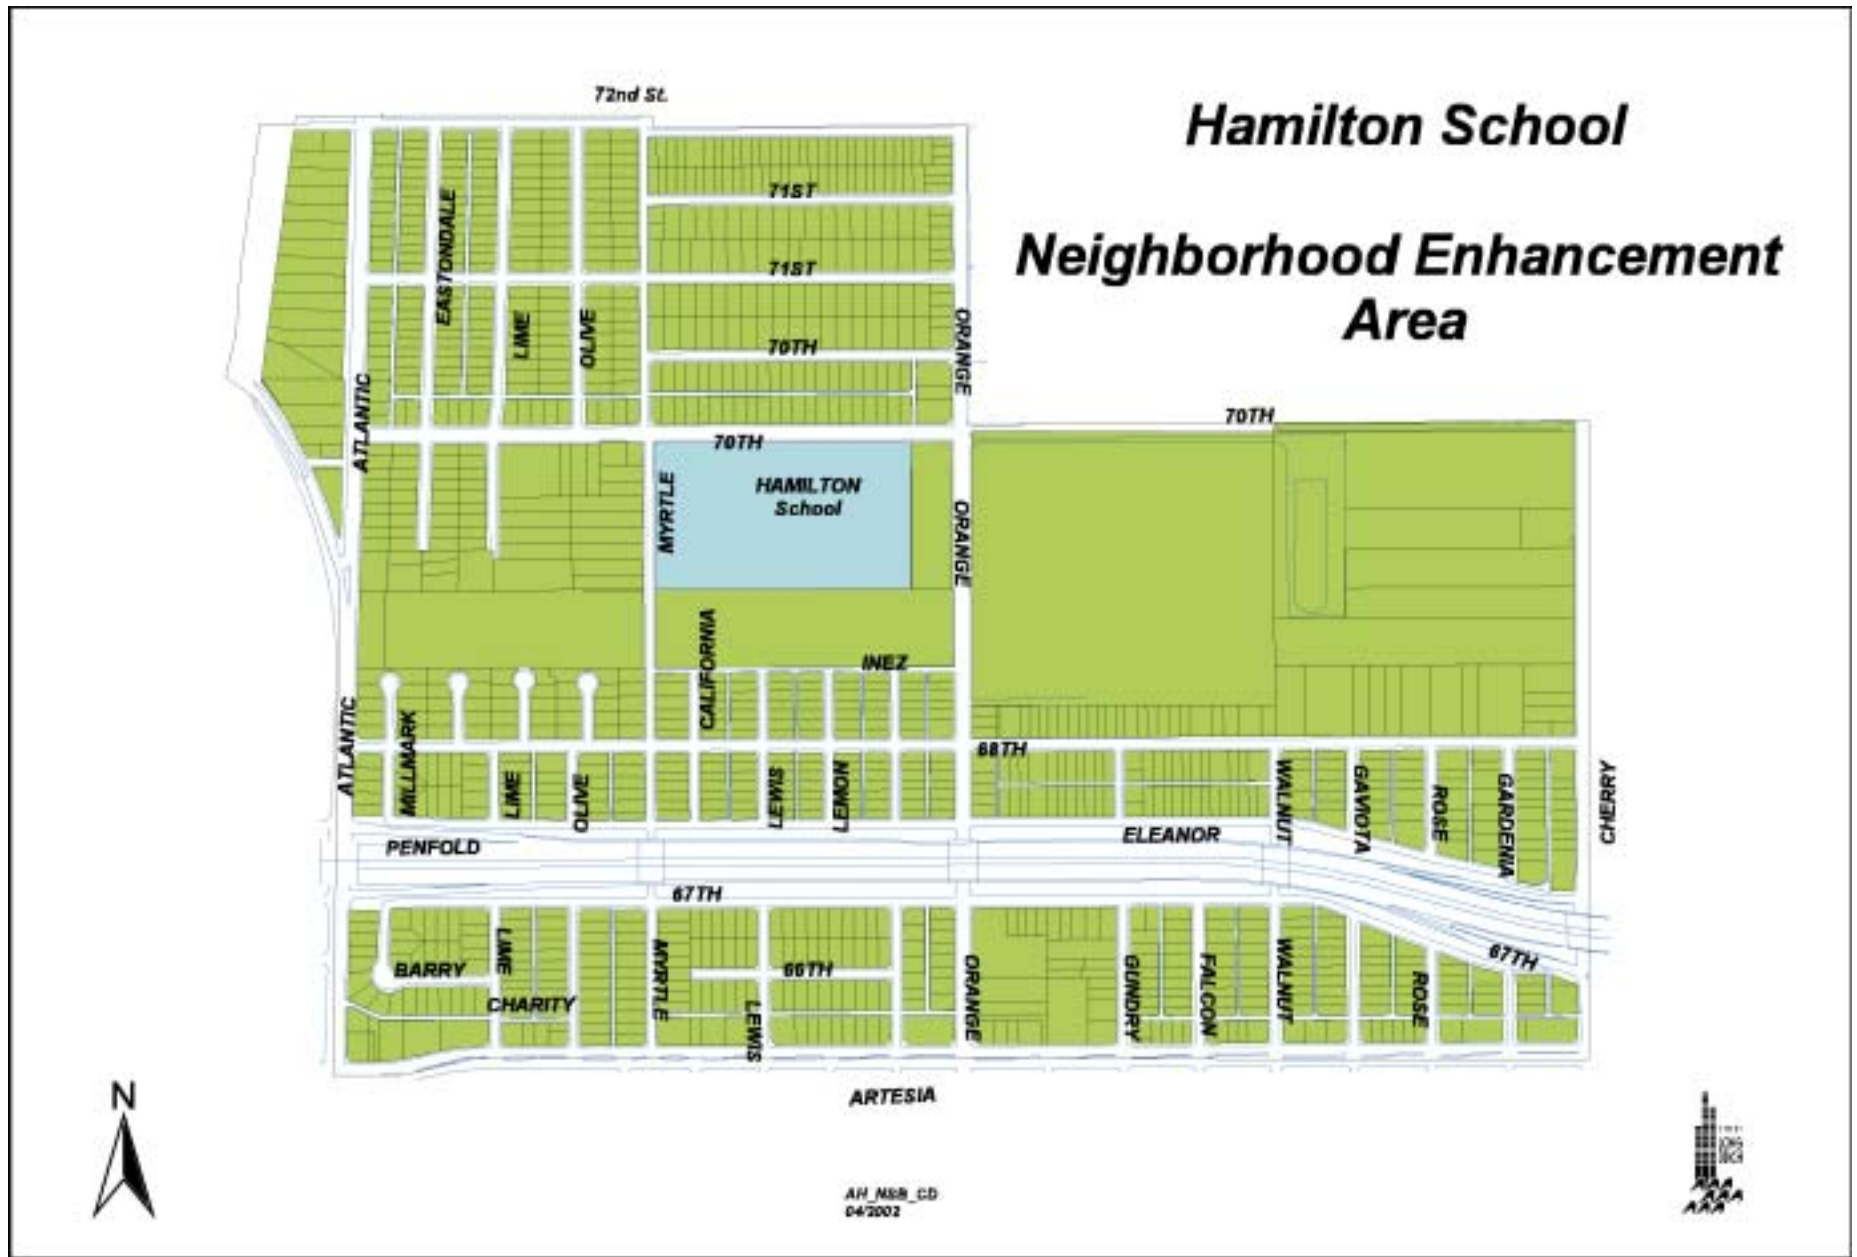 72nd St.
Hamilton School
Neighborhood Enhancement
Area
71ST
EASTONDALE
71ST
LIME
OLIVE
ORANGE
70TH
ATLANTIC
70TH
70TH
HAMILTON
School
MYRTLE
ORANGE
CALIFORNIA
INEZ
ATLANTIC
MILLMARK
68TH
LIME
OLIVE
LEWIS
LEMON
WALNUT
GAVIOTA
ROSE
GARDENIA
CHERRY
PENFOLD
ELEANOR
67TH
LIME
BARRY
CHARITY
MYRTLE
66TH
LEWIS
ORANGE
GUNDRY
FALCON
WALNUT
ROSE
67TH
ARTESIA
N
AH_N&B_CD
04/2002